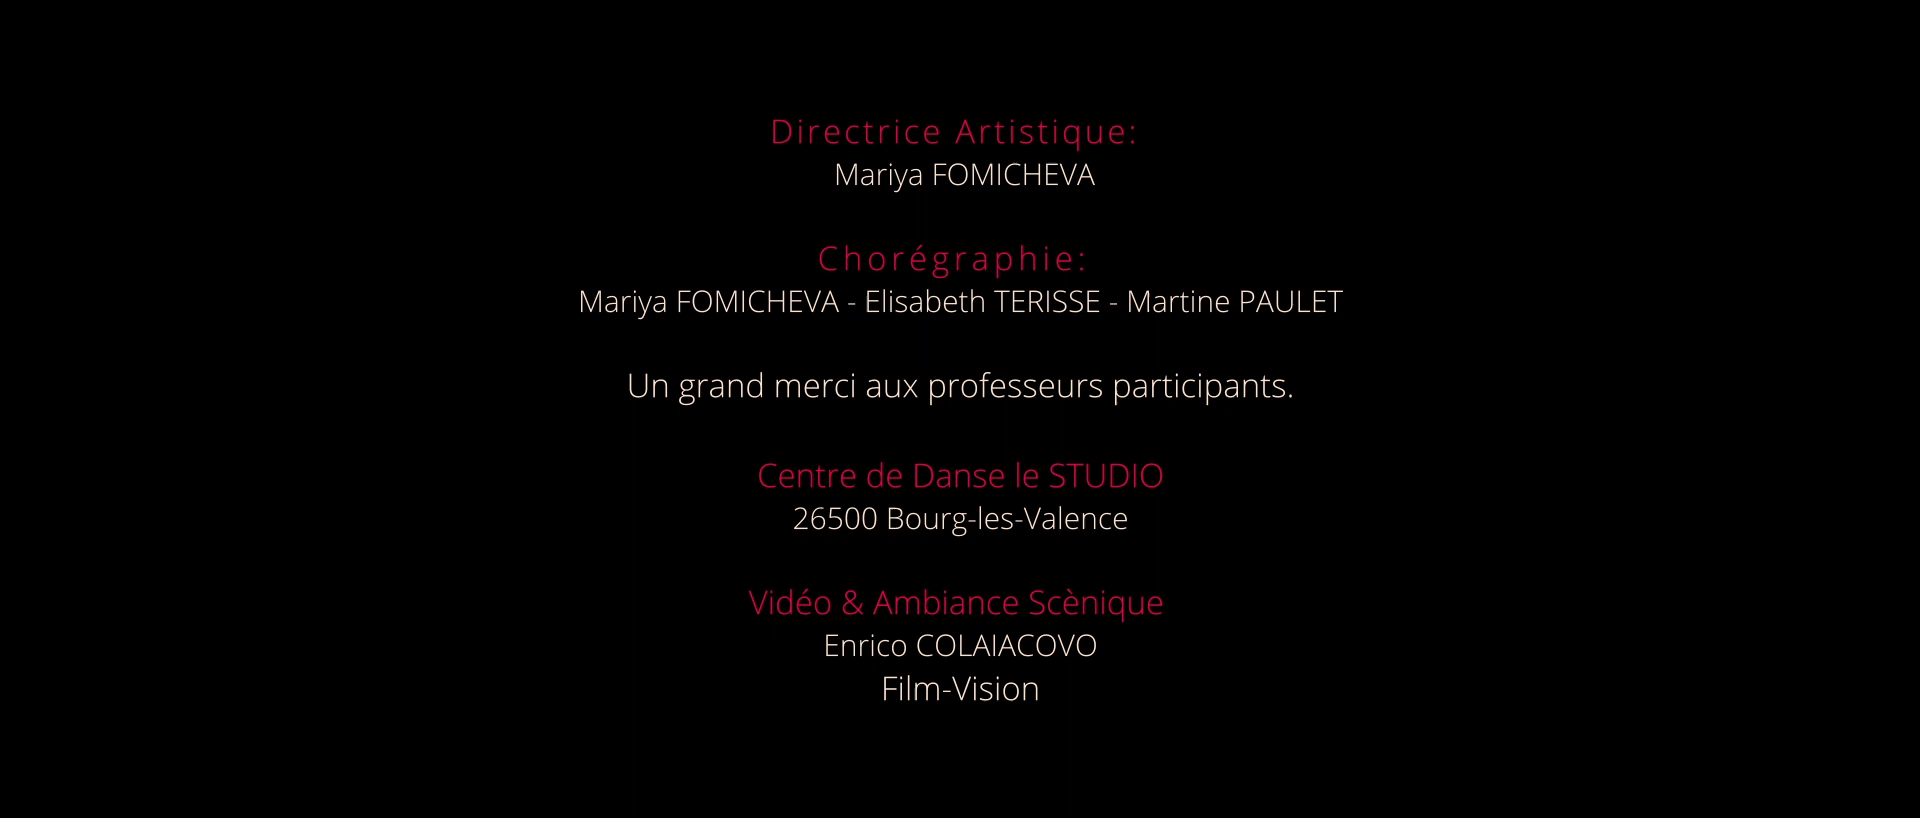 Directrice Artistique:
Mariya FOMICHEVA
Chorégraphie:
Mariya FOMICHEVA - Elisabeth TERISSE - Martine PAULET
Un grand merci aux professeurs participants.
Centre de Danse le STUDIO
26500 Bourg-les-Valence
Vidéo & Ambiance Scènique
Enrico COLAIACOVO
Film-Vision